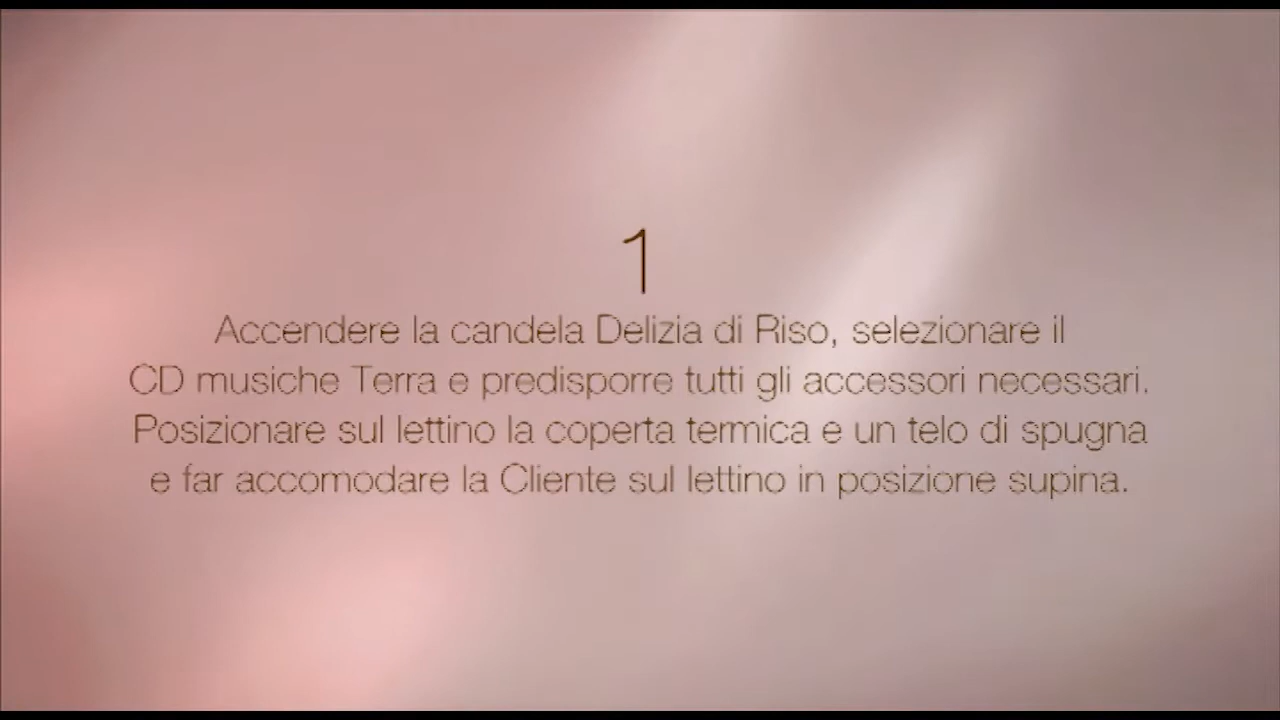 1
Accendere la candela Delizia di Riso, selezionare il
CD musiche Terra e predisporre tutti gli accessori necessari.
Posizionare sul lettino la coperta termica e un telo di spugna
e far accomodare la Cliente sul lettino in posizione supina.